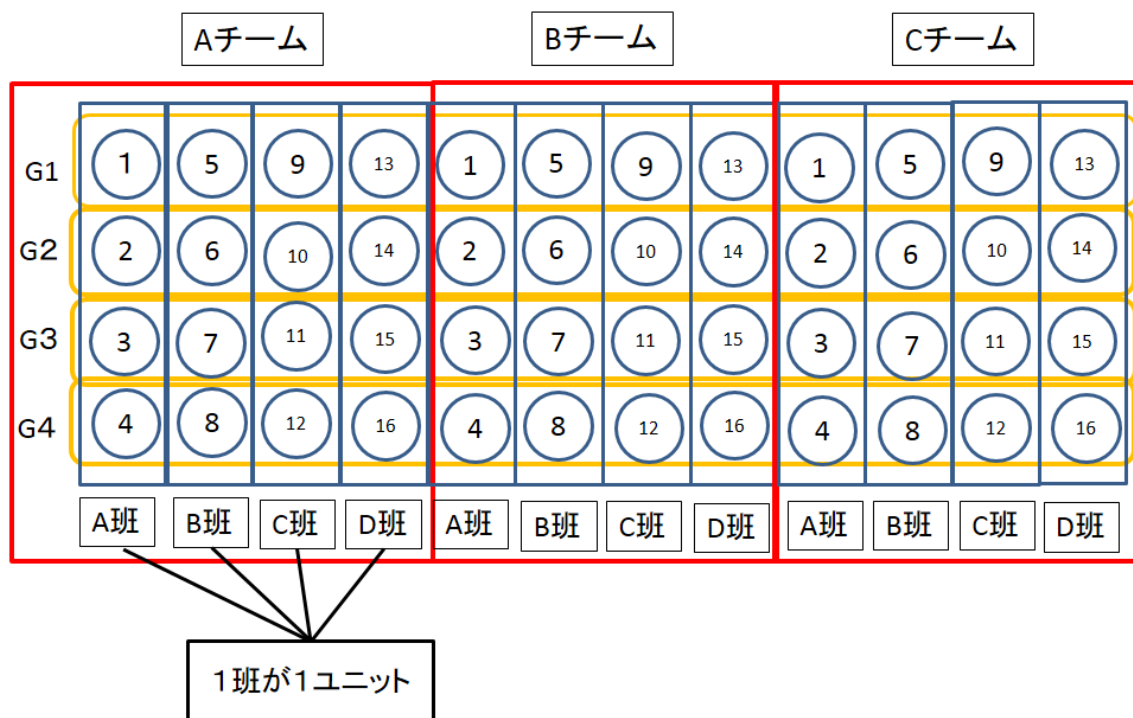 Aチーム Bチーム Cチーム
G1 1 5 9 13 1 5 9 13 1 5 9 13
G2 2 6 10 14 2 6 10 14 2 6 10 14
G3 3 7 11 15 3 7 11 15 3 7 11 15
G4 4 8 12 16 4 8 12 16 4 8 12 16
A班 B班 C班 D班 A班 B班 C班 D班 A班 B班 C班 D班
１班が１ユニット